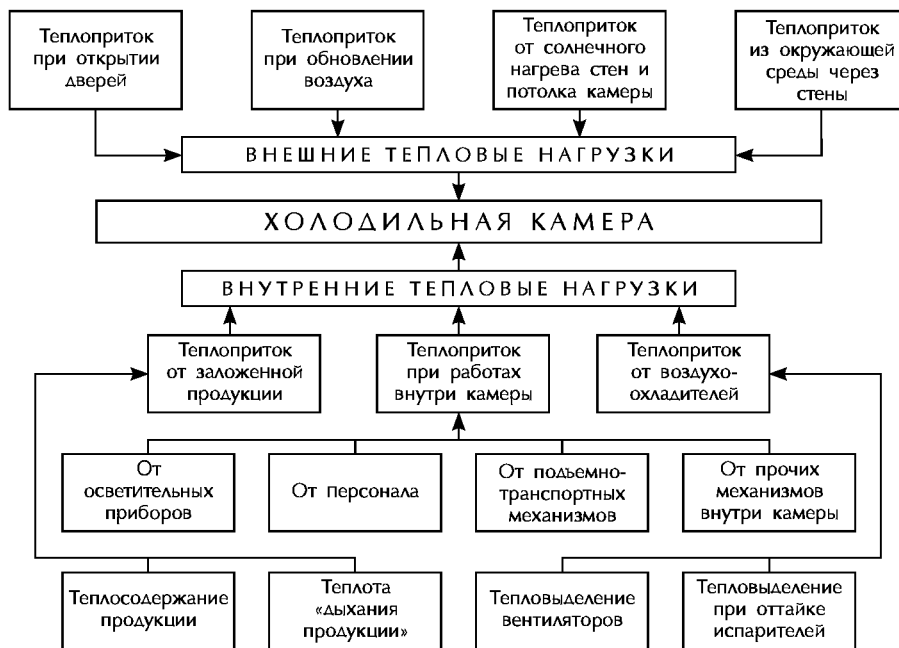 Теплоприток
при открытии
дверей
Теплоприток
при обновлении
воздуха
Теплоприток
от солнечного
нагрева стен и
потолка камеры
Теплоприток
из окружающей
среды через
стены
ВНЕШНИЕ ТЕПЛОВЫЕ НАГРУЗКИ
ХОЛОДИЛЬНАЯ КАМЕРА
ВНУТРЕННИЕ ТЕПЛОВЫЕ НАГРУЗКИ
Теплоприток
от заложенной
продукции
Теплоприток
при работах
внутри камеры
Теплоприток
от воздухо-
охладителей
От
осветительных
приборов
От персонала
От подъемно-
транспортных
механизмов
От прочих
механизмов
внутри камеры
Теплосодержание
продукции
Теплота
«дыхания
продукции»
Тепловыделение
вентиляторов
Тепловыделение
при оттайке
испарителей